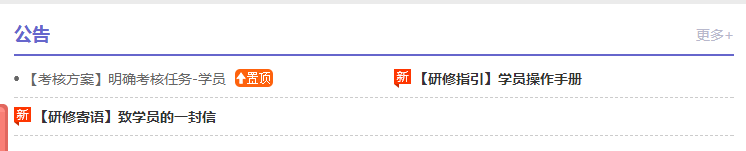 公告 更多+
• 【考核方案】明确考核任务-学员 置顶 新 【研修指引】学员操作手册
新 【研修寄语】致学员的一封信